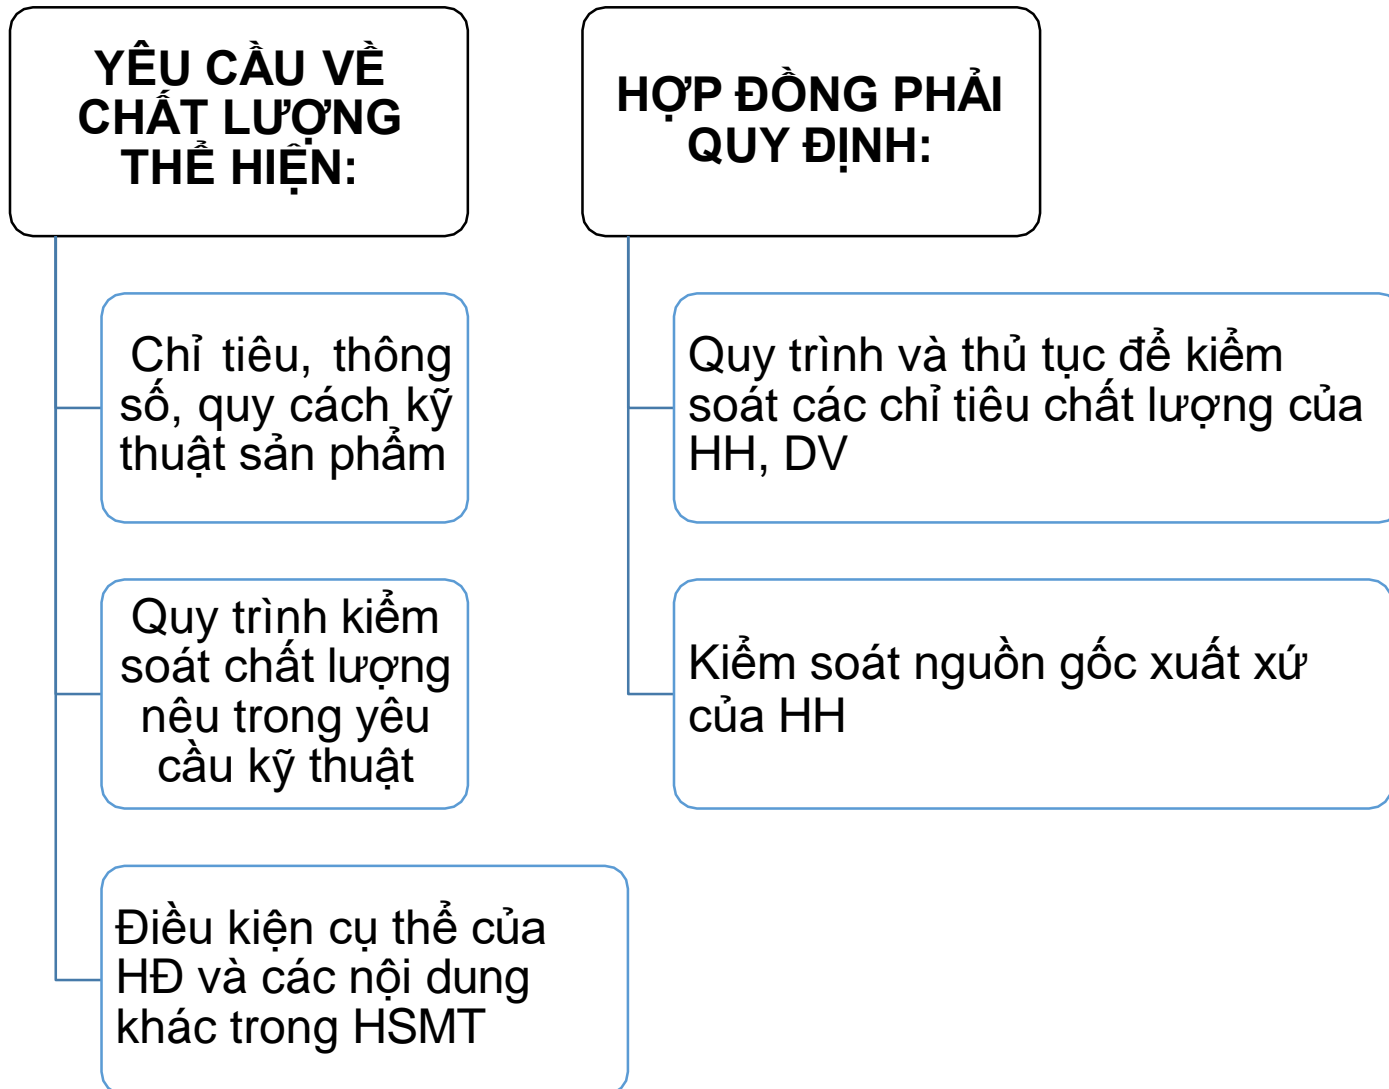 YÊU CẦU VỀ
CHẤT LƯỢNG
THỂ HIỆN:
Chỉ tiêu, thông
số, quy cách kỹ
thuật sản phẩm
Quy trình kiểm
soát chất lượng
nêu trong yêu
cầu kỹ thuật
Điều kiện cụ thể của
HĐ và các nội dung
khác trong HSMT
HỢP ĐỒNG PHẢI
QUY ĐỊNH:
Quy trình và thủ tục để kiểm
soát các chỉ tiêu chất lượng của
HH, DV
Kiểm soát nguồn gốc xuất xứ
của HH